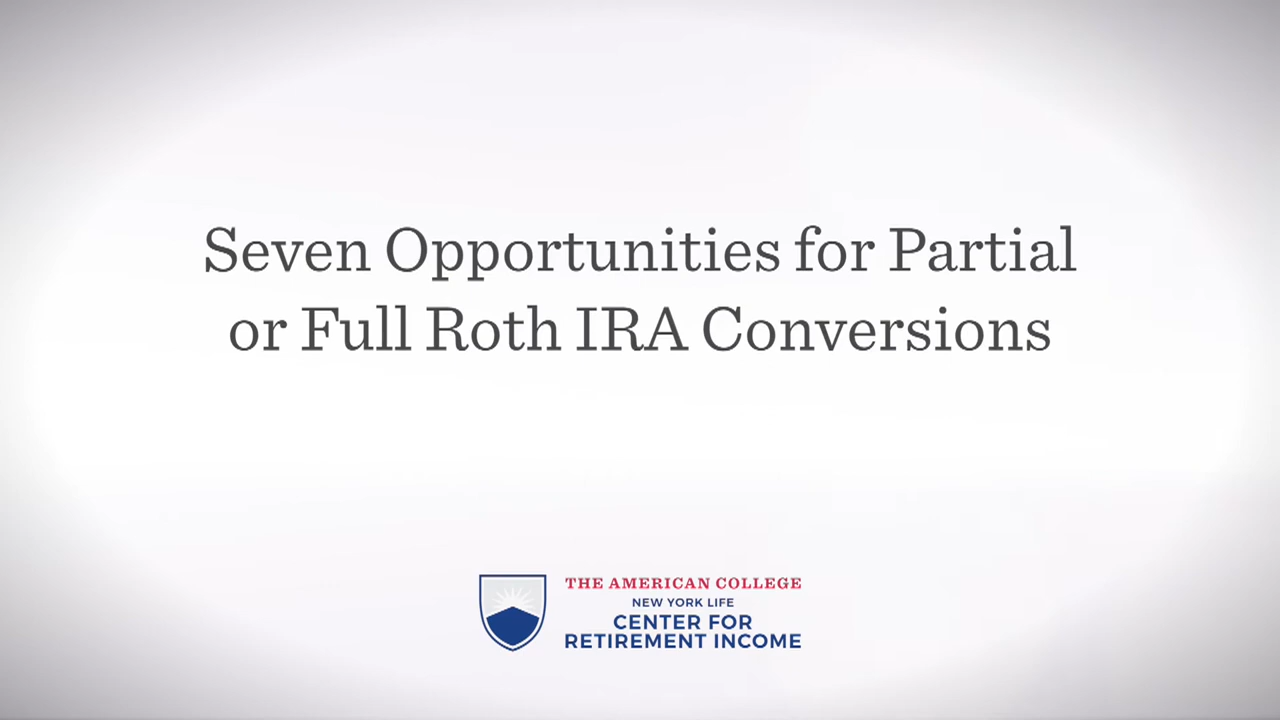 Seven Opportunities for Partial
or Full Roth IRA Conversions
THE AMERICAN COLLEGE
NEW YORK LIFE
CENTER FOR
RETIREMENT INCOME